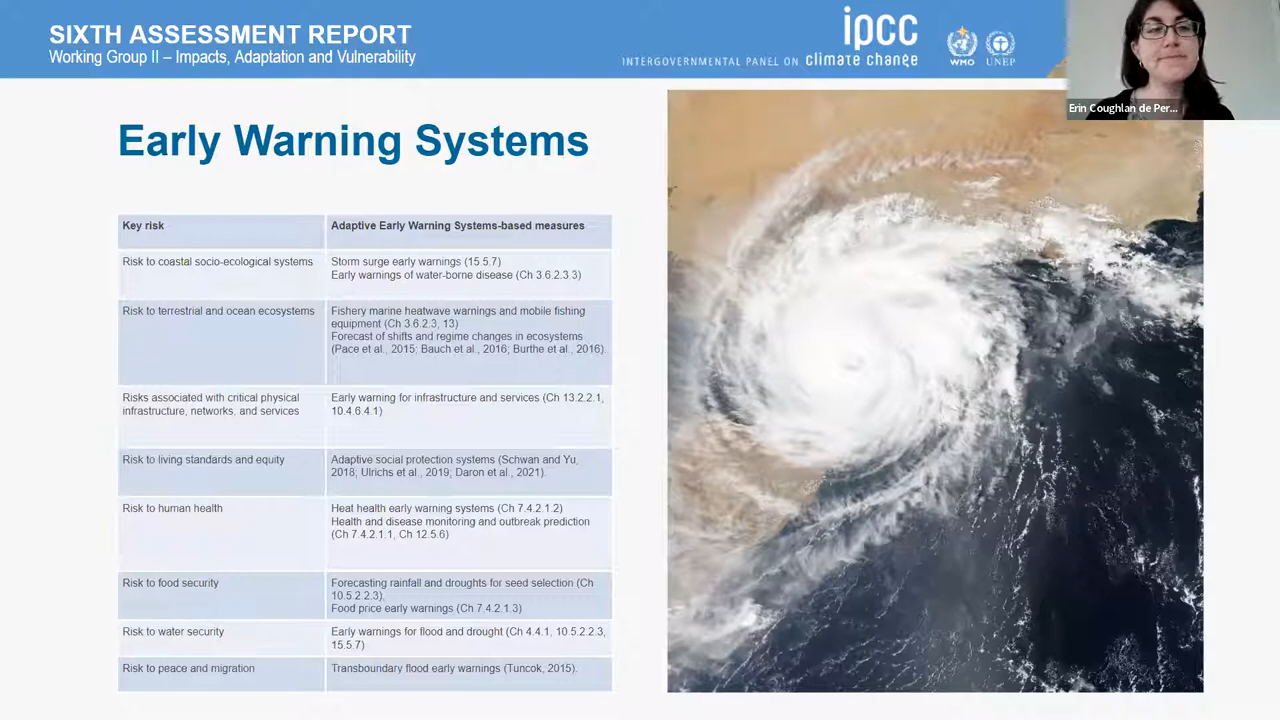 SIXTH ASSESSMENT REPORT
Working Group II – Impacts, Adaptation and Vulnerability
ipcc
INTERGOVERNMENTAL PANEL ON climate change
WMO
UNEP
Erin Coughlan de Per...
Early Warning Systems
Key risk
Adaptive Early Warning Systems-based measures
Risk to coastal socio-ecological systems
Storm surge early warnings (15 5.7)
Early warnings of water-borne disease (Ch 3.6.2.3.3)
Risk to terrestrial and ocean ecosystems
Fishery marine heatwave warnings and mobile fishing
equipment (Ch 3.6.2.3, 13)
Forecast of shifts and regime changes in ecosystems
(Pace et al., 2015; Bauch et al., 2016; Burthe et al., 2016).
Risks associated with critical physical
infrastructure, networks, and services
Early warning for infrastructure and services (Ch 13.2.2.1,
10.4.6 4.1)
Risk to living standards and equity
Adaptive social protection systems (Schwan and Yu,
2018; Ulrichs et al., 2019; Daron et al., 2021).
Risk to human health
Heat health early warning systems (Ch 7.4.2.1.2)
Health and disease monitoring and outbreak prediction
(Ch 7.4.2.1.1, Ch 12.5.6)
Risk to food security
Forecasting rainfall and droughts for seed selection (Ch
10.5.2.2.3),
Food price early warnings (Ch 7.4.2.1.3)
Risk to water security
Early warnings for flood and drought (Ch 4.4.1, 10.5.2.2.3,
15.5.7)
Risk to peace and migration
Transboundary flood early warnings (Tuncok, 2015).